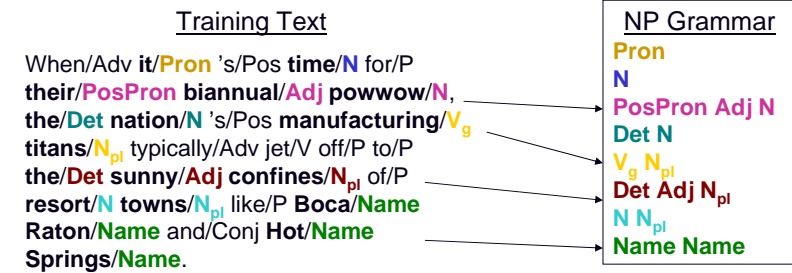 Training Text
When/Adv it/Pron 's/Pos time/N for/P
their/PosPron biannual/Adj powwow/N,
the/Det nation/N 's/Pos manufacturing/Vg
titans/Npl typically/Adv jet/V off/P to/P
the/Det sunny/Adj confines/Npl of/P
resort/N towns/Npl like/P Boca/Name
Raton/Name and/Conj Hot/Name
Springs/Name.
NP Grammar
Pron
N
PosPron Adj N
Det N
Vg Npl
Det Adj Npl
N Npl
Name Name